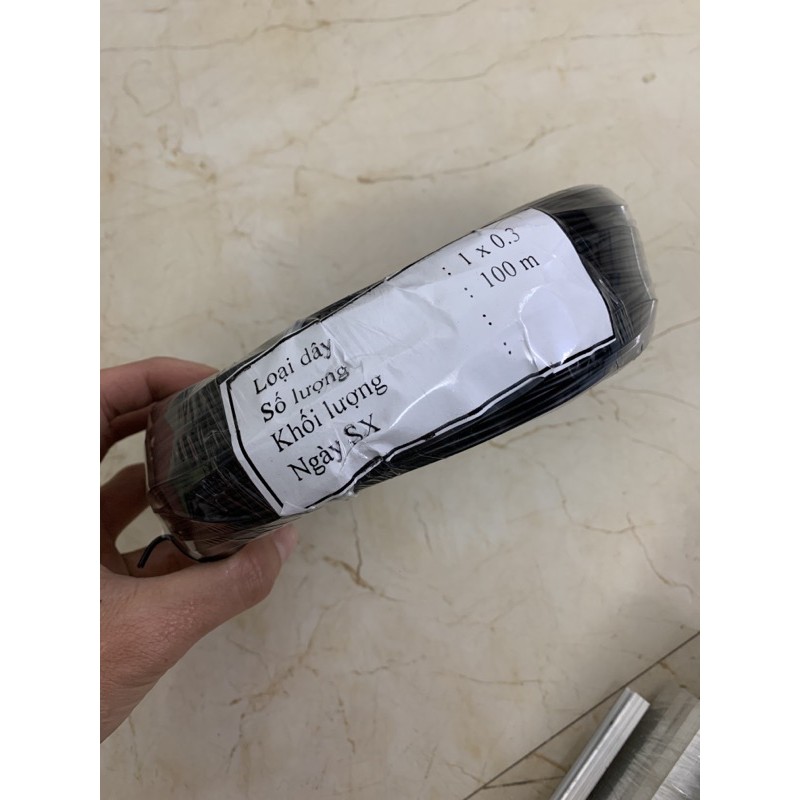 Loại dây : 1 x 0.3
Số lượng : 100 m
Khối lượng :
Ngày SX :